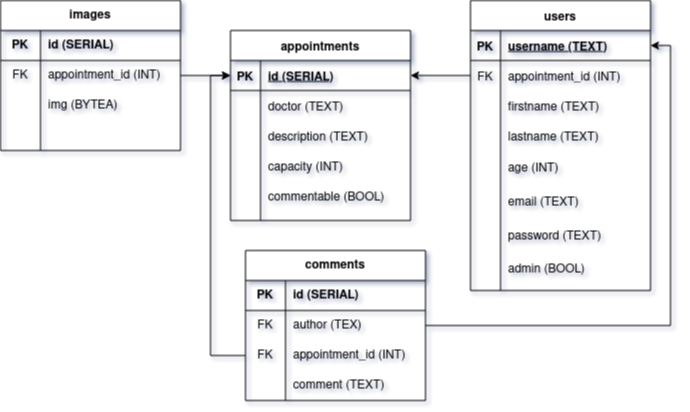 images
PK id (SERIAL)
FK appointment_id (INT)
img (BYTEA)
appointments
PK id (SERIAL)
doctor (TEXT)
description (TEXT)
capacity (INT)
commentable (BOOL)
users
PK username (TEXT)
FK appointment_id (INT)
firstname (TEXT)
lastname (TEXT)
age (INT)
email (TEXT)
password (TEXT)
admin (BOOL)
comments
PK id (SERIAL)
FK author (TEX)
FK appointment_id (INT)
comment (TEXT)